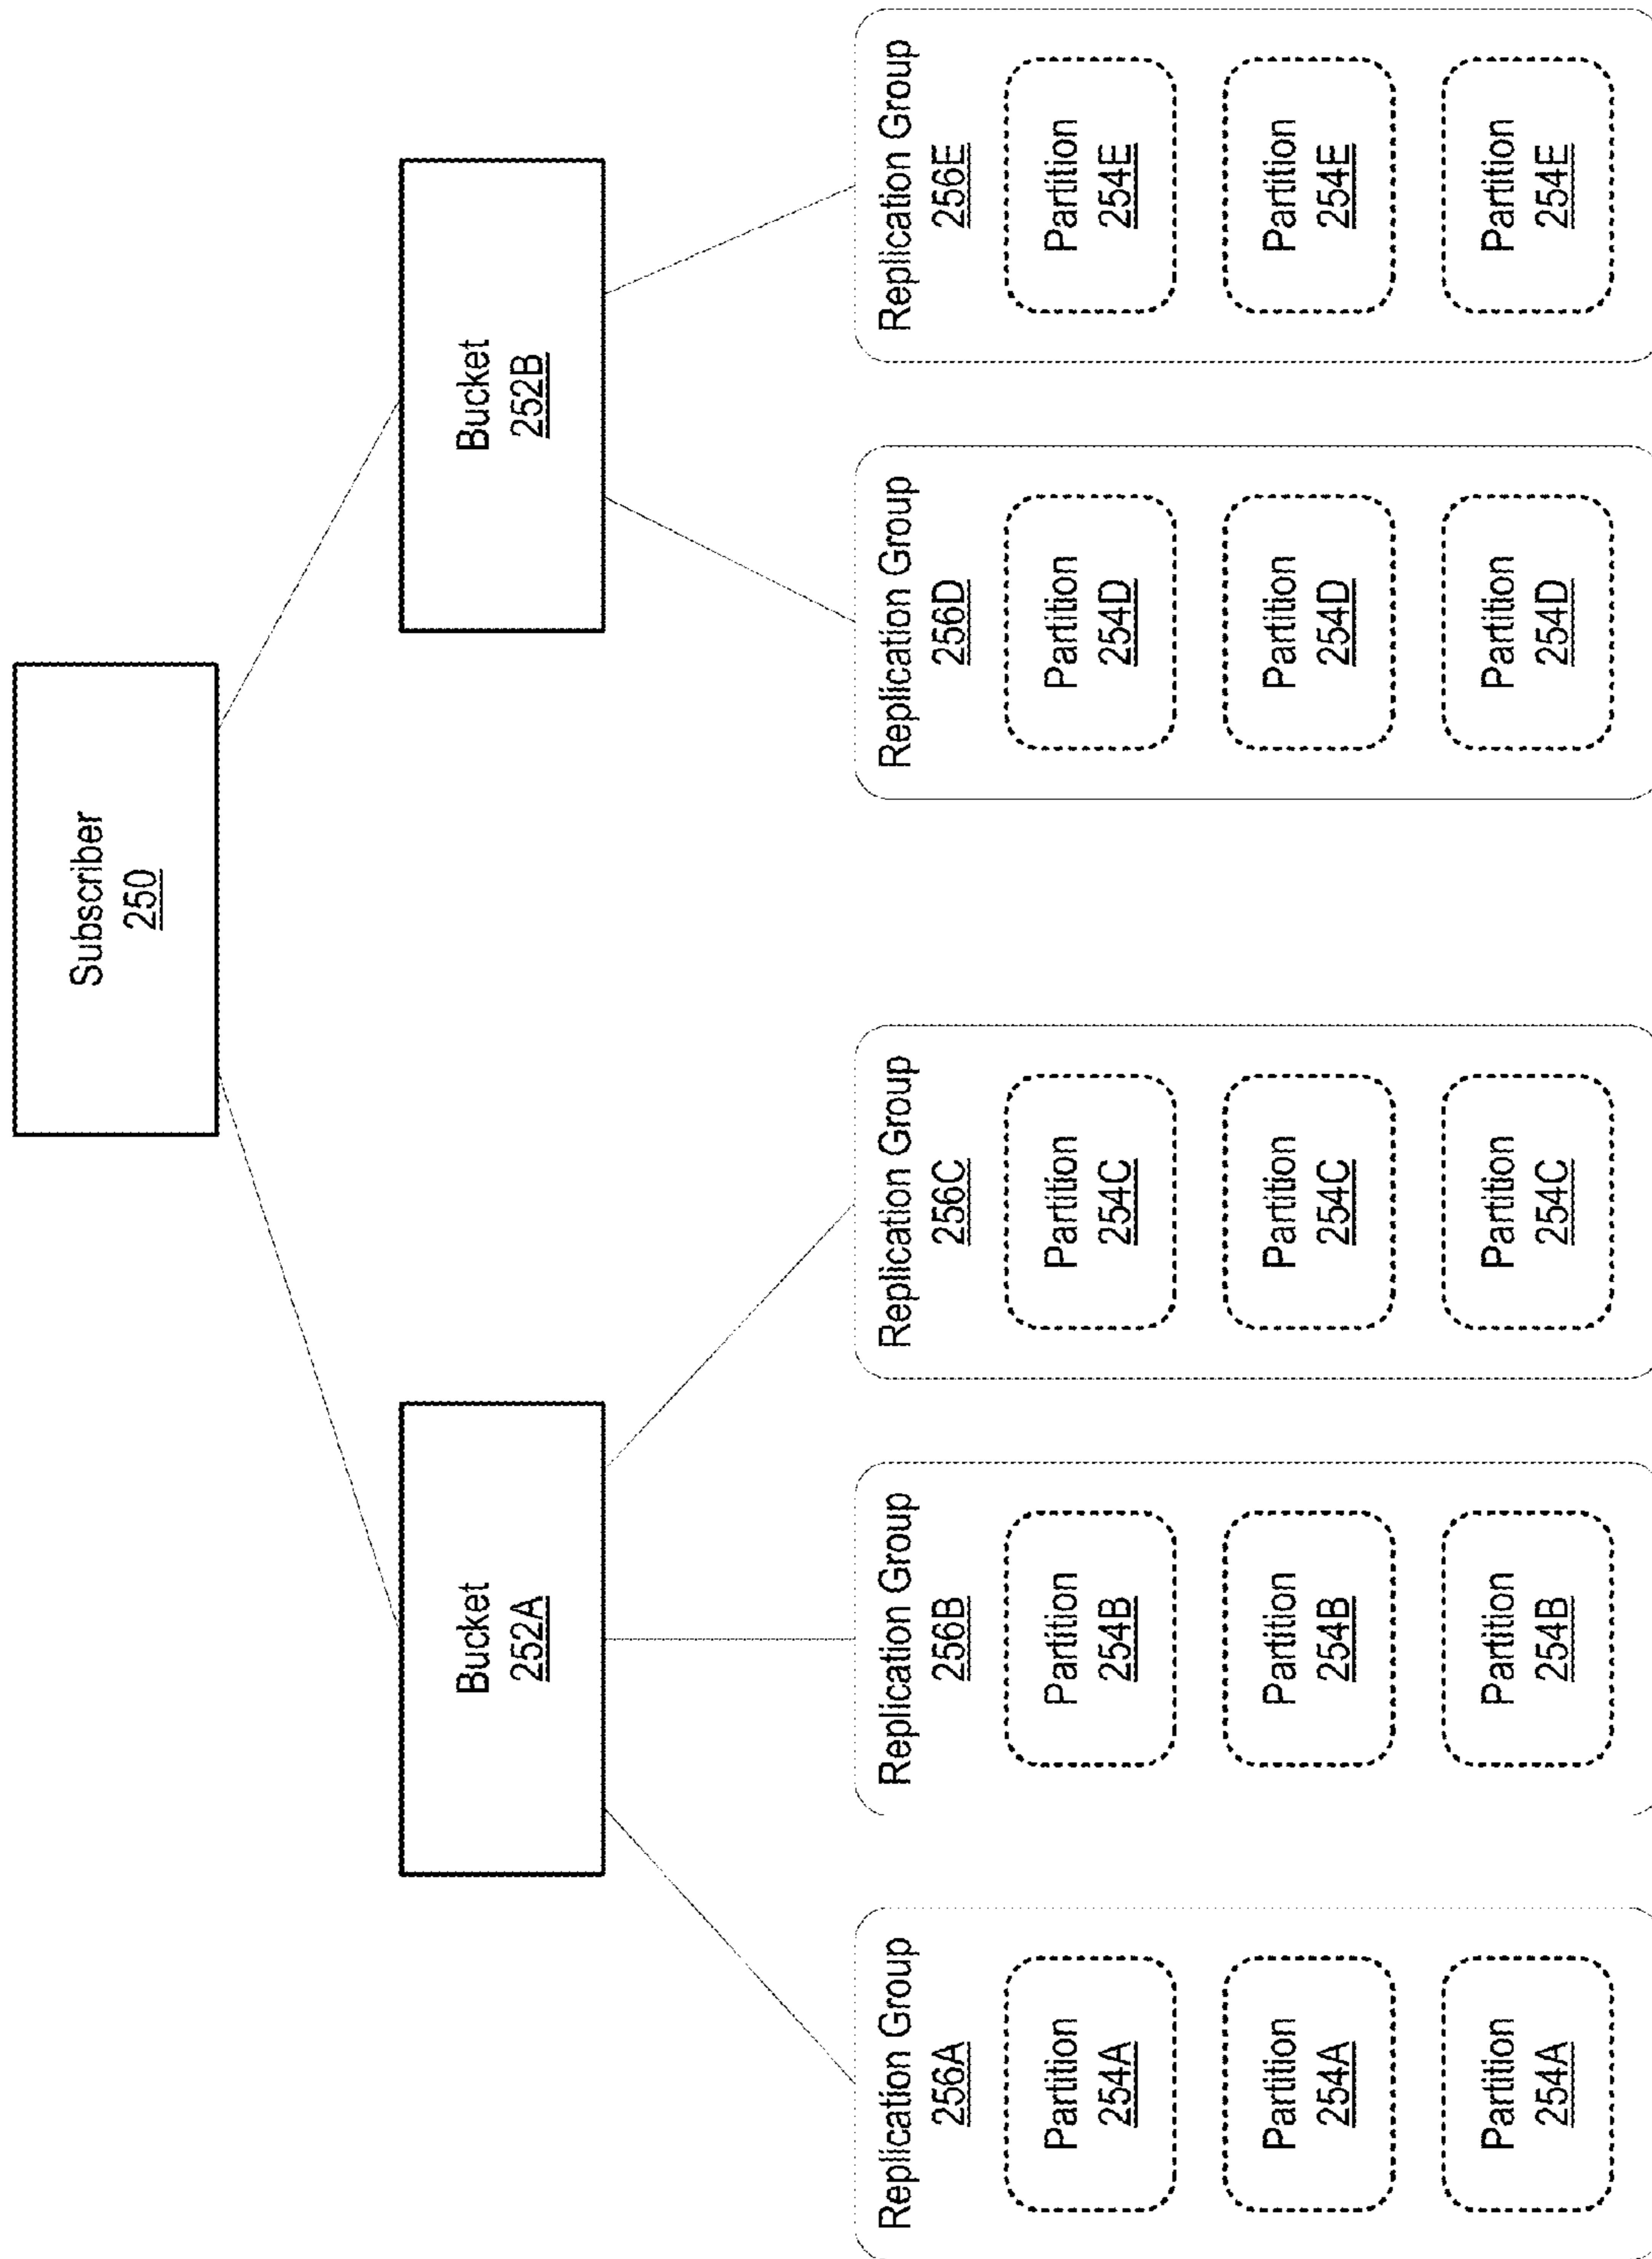 Subscriber
250
Bucket
252A
Bucket
252B
Replication Group
256A
Partition
254A
Partition
254A
Partition
254A
Replication Group
256B
Partition
254B
Partition
254B
Partition
254B
Replication Group
256C
Partition
254C
Partition
254C
Partition
254C
Replication Group
256D
Partition
254D
Partition
254D
Partition
254D
Replication Group
256E
Partition
254E
Partition
254E
Partition
254E